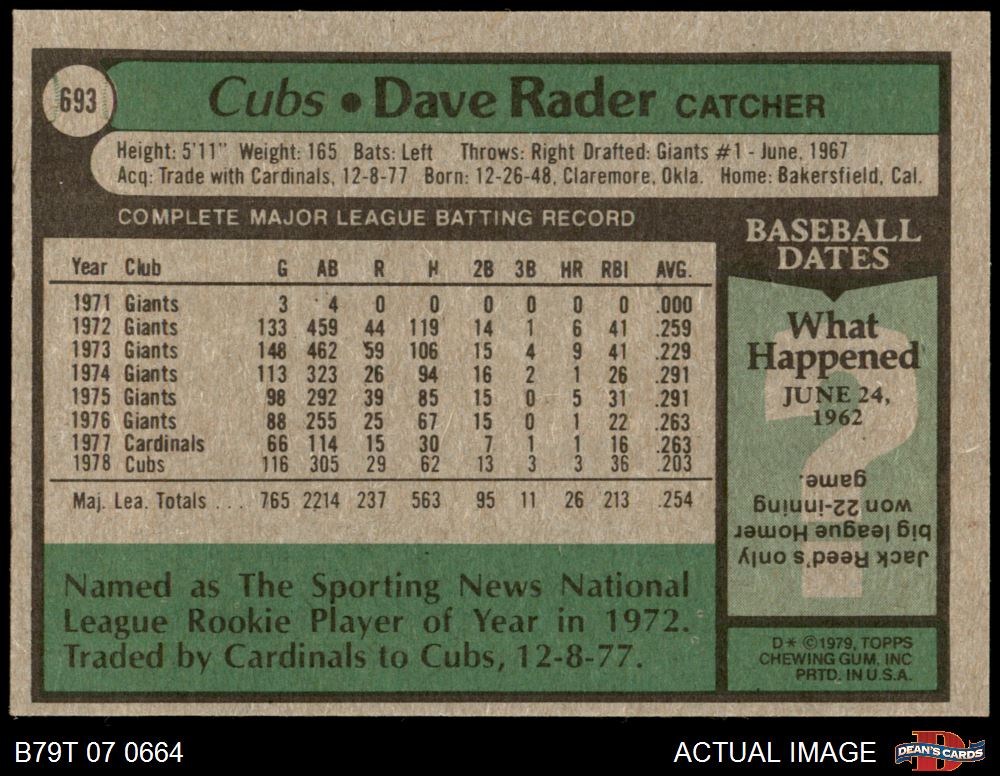 693
Cubs • Dave Rader CATCHER
Height: 5'11" Weight: 165 Bats: Left Throws: Right Drafted: Giants #1 - June, 1967
Acq: Trade with Cardinals, 12-8-77 Born: 12-26-48, Claremore, Okla. Home: Bakersfield, Cal.
COMPLETE MAJOR LEAGUE BATTING RECORD
Year Club G AB R H 2B 3B HR RBI AVG.
1971 Giants 3 4 0 0 0 0 0 0 .000
1972 Giants 133 459 44 119 14 1 6 41 .259
1973 Giants 148 462 59 106 15 4 9 41 .229
1974 Giants 113 323 26 94 16 2 1 26 .291
1975 Giants 98 292 39 85 15 0 5 31 .291
1976 Giants 88 255 25 67 15 0 1 22 .263
1977 Cardinals 66 114 15 30 7 1 1 16 .263
1978 Cubs 116 305 29 62 13 3 3 36 .203
Maj. Lea. Totals . . . 765 2214 237 563 95 11 26 213 .254
Named as The Sporting News National
League Rookie Player of Year in 1972.
Traded by Cardinals to Cubs, 12-8-77.
BASEBALL
DATES
What
Happened
JUNE 24,
1962
?
Jack Reed's only
big league Homer
won 22-inning
game.
D* ©1979, TOPPS
CHEWING GUM, INC
PRTD. IN U.S.A.
B79T 07 0664
ACTUAL IMAGE
D
DEAN'S CARDS